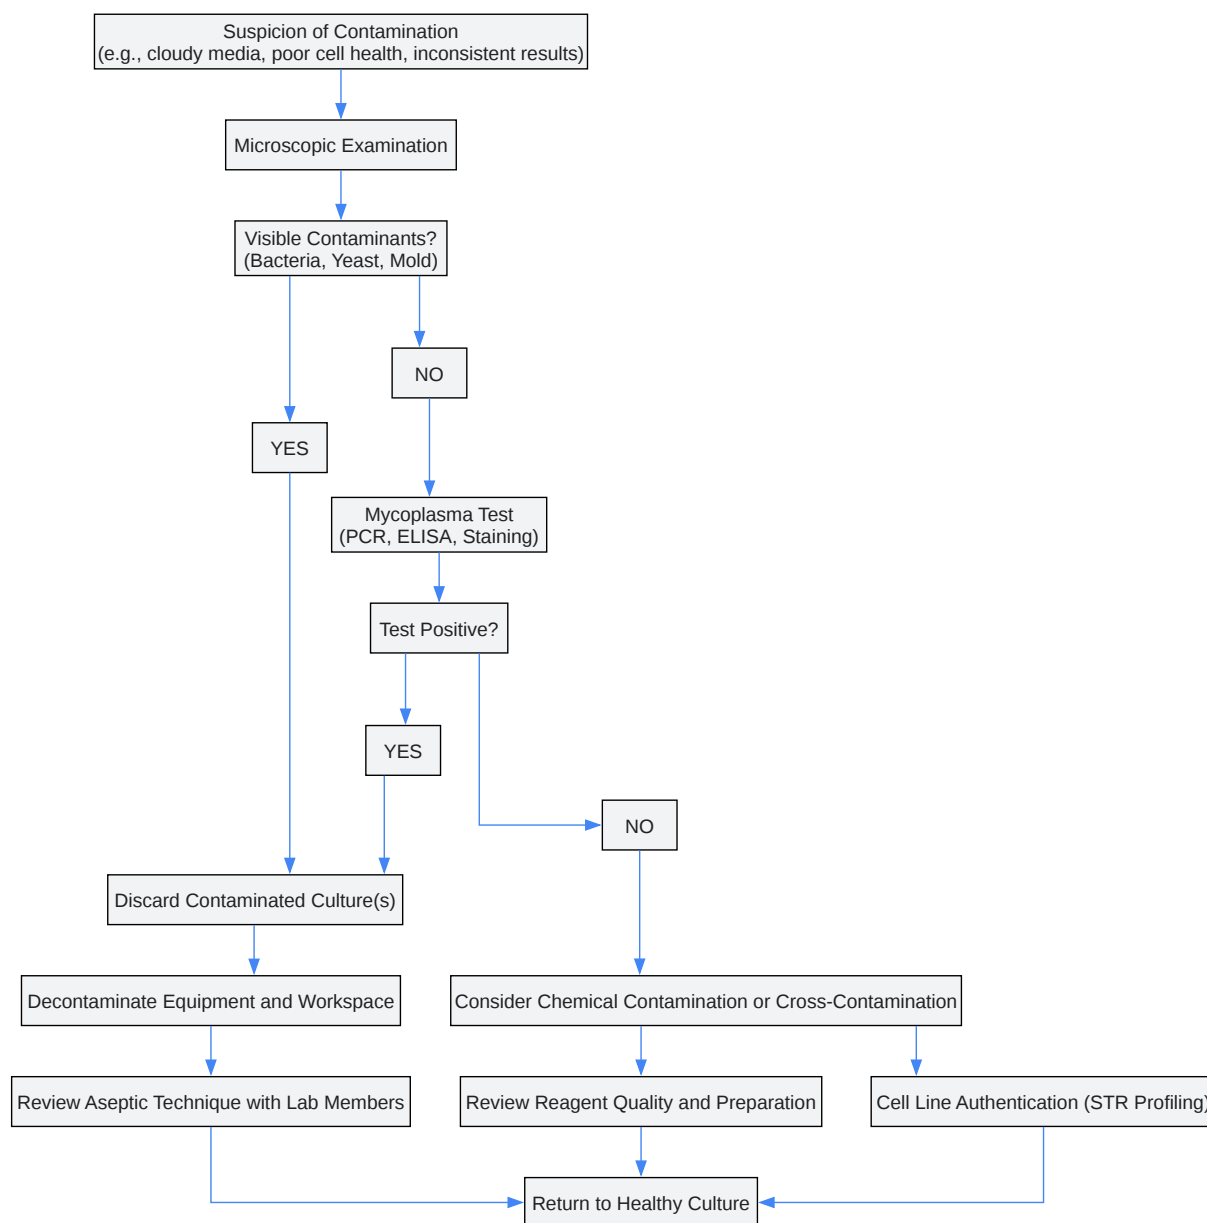 Suspicion of Contamination
(e.g., cloudy media, poor cell health, inconsistent results)
Microscopic Examination
Visible Contaminants?
(Bacteria, Yeast, Mold)
NO
YES
Mycoplasma Test
(PCR, ELISA, Staining)
Test Positive?
YES
NO
Discard Contaminated Culture(s)
Decontaminate Equipment and Workspace
Consider Chemical Contamination or Cross-Contamination
Review Aseptic Technique with Lab Members
Review Reagent Quality and Preparation
Cell Line Authentication (STR Profiling)
Return to Healthy Culture